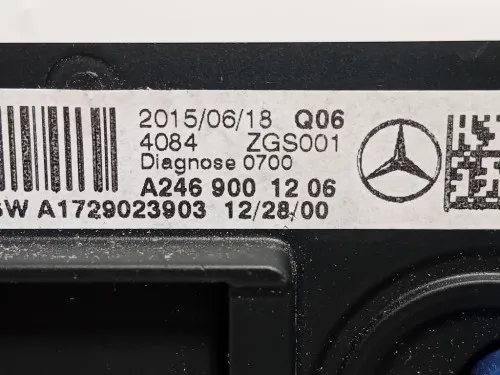 2015/06/18 Q06
4084 ZGS001
Diagnose 0700
A246 900 12 06
SW A1729023903 12/28/00